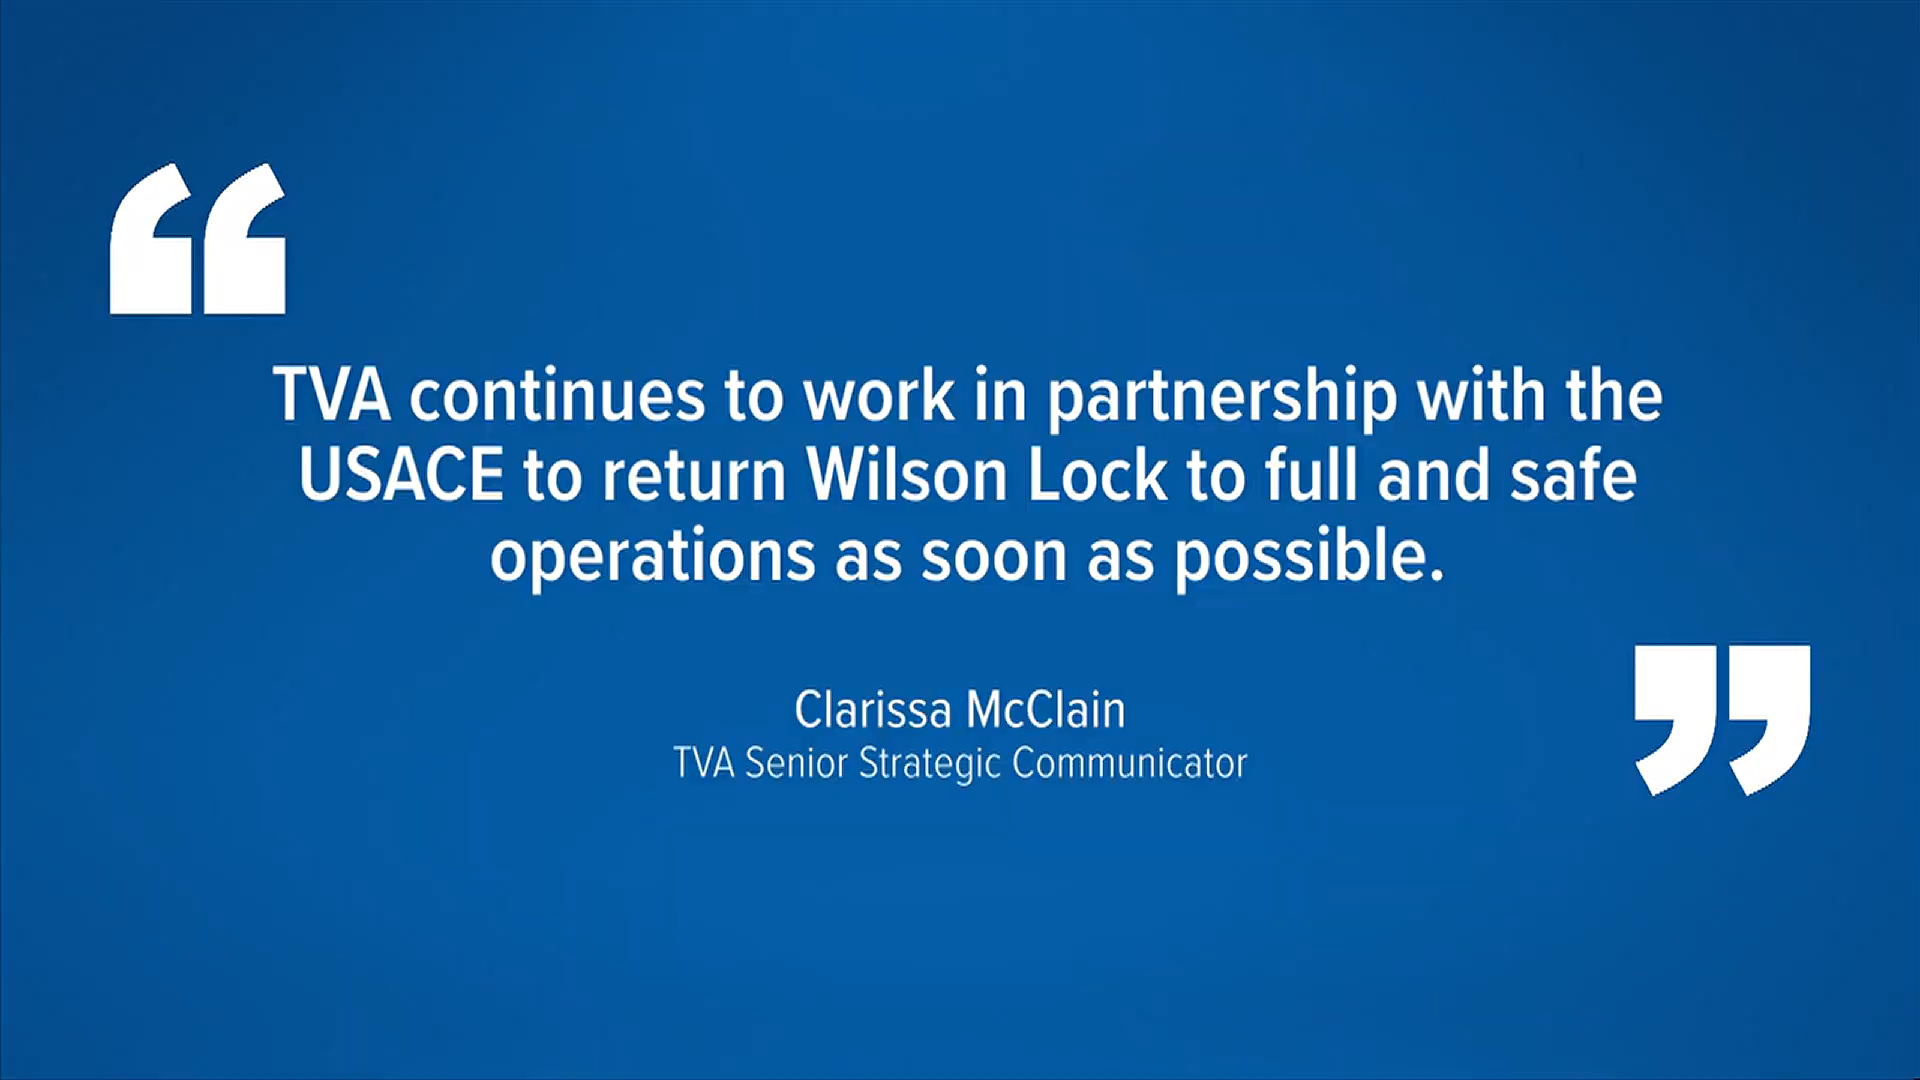 “
TVA continues to work in partnership with the
USACE to return Wilson Lock to full and safe
operations as soon as possible.
”
Clarissa McClain
TVA Senior Strategic Communicator